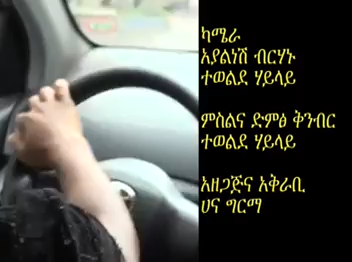 ካሜራ
አያልነሽ ብርሃኑ
ተወልደ ሃይላይ
ምስልና ድምፅ ቅንብር
ተወልደ ሃይላይ
አዘጋጅና አቅራቢ
ሀና ግርማ